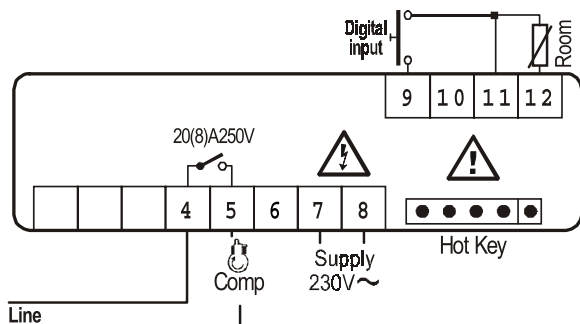 Digital
input
Room
9 10 11 12
20(8)A250V
4 5 6 7 8
Hot Key
Comp
Supply
230V~
Line